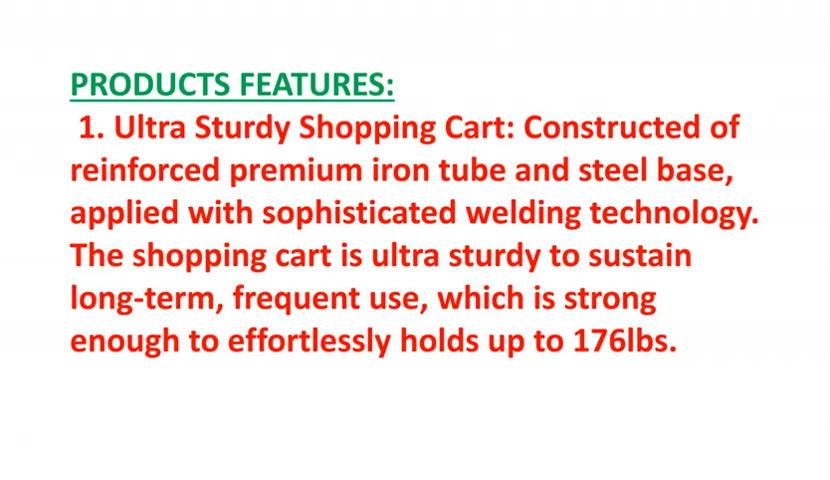 PRODUCTS FEATURES:
1. Ultra Sturdy Shopping Cart: Constructed of
reinforced premium iron tube and steel base,
applied with sophisticated welding technology.
The shopping cart is ultra sturdy to sustain
long-term, frequent use, which is strong
enough to effortlessly holds up to 176lbs.